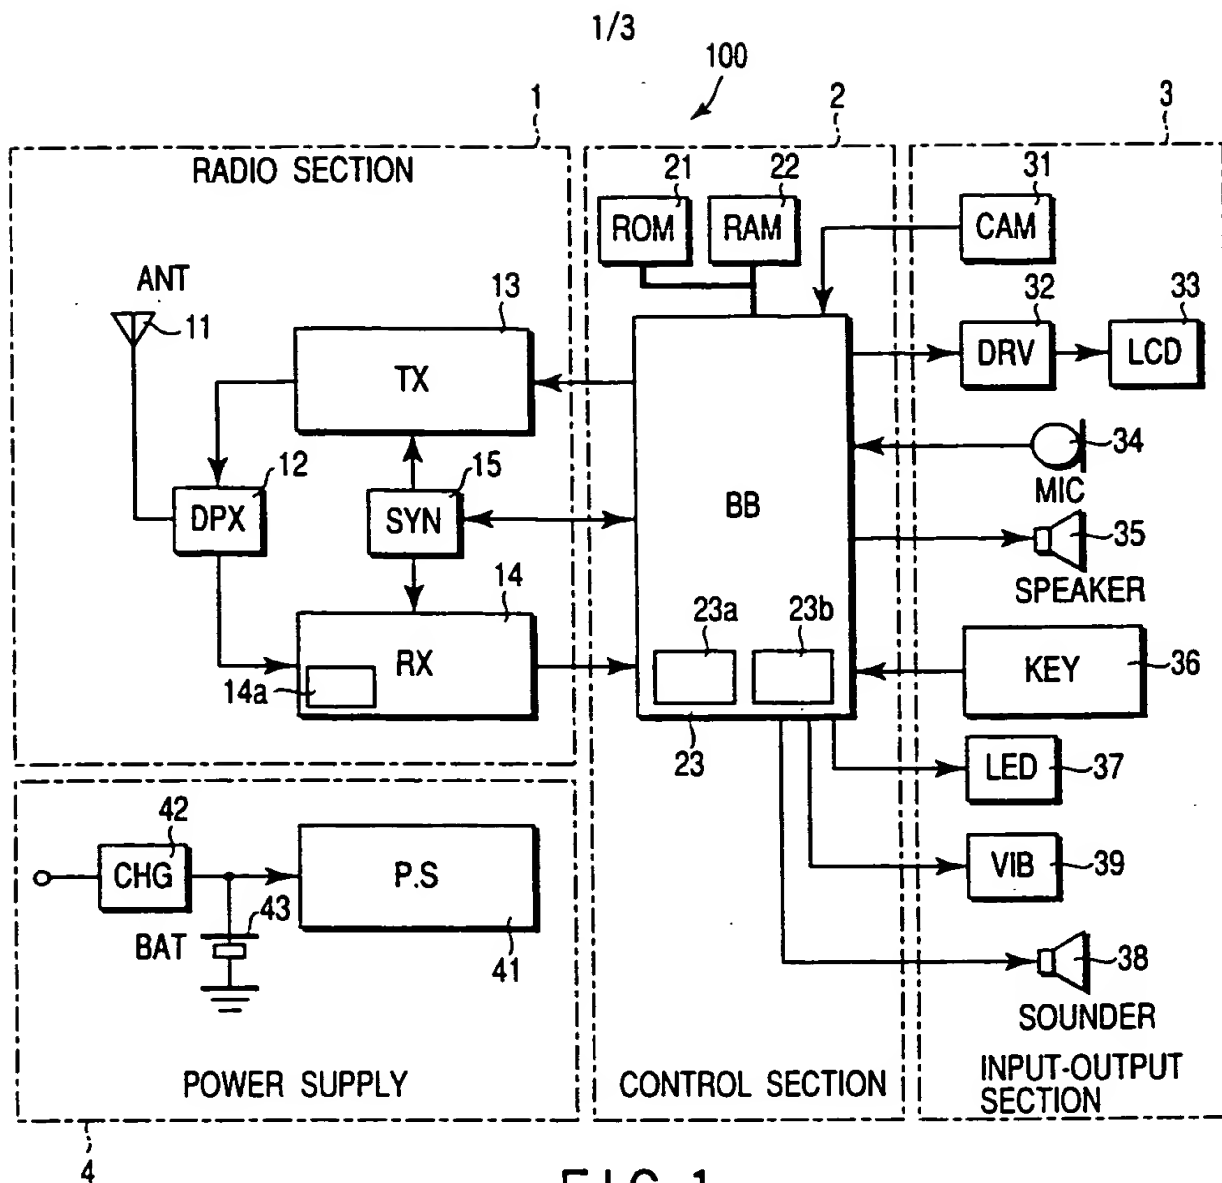 1/3
100
1
2
3
RADIO SECTION
21
22
31
ROM
RAM
CAM
ANT
11
13
32
33
TX
DRV
LCD
12
15
34
DPX
SYN
BB
MIC
35
SPEAKER
14
23a
23b
RX
14a
KEY
36
23
LED
37
42
CHG
P.S
VIB
39
43
BAT
41
38
SOUNDER
POWER SUPPLY
CONTROL SECTION
INPUT-OUTPUT
SECTION
4
FIG. 1